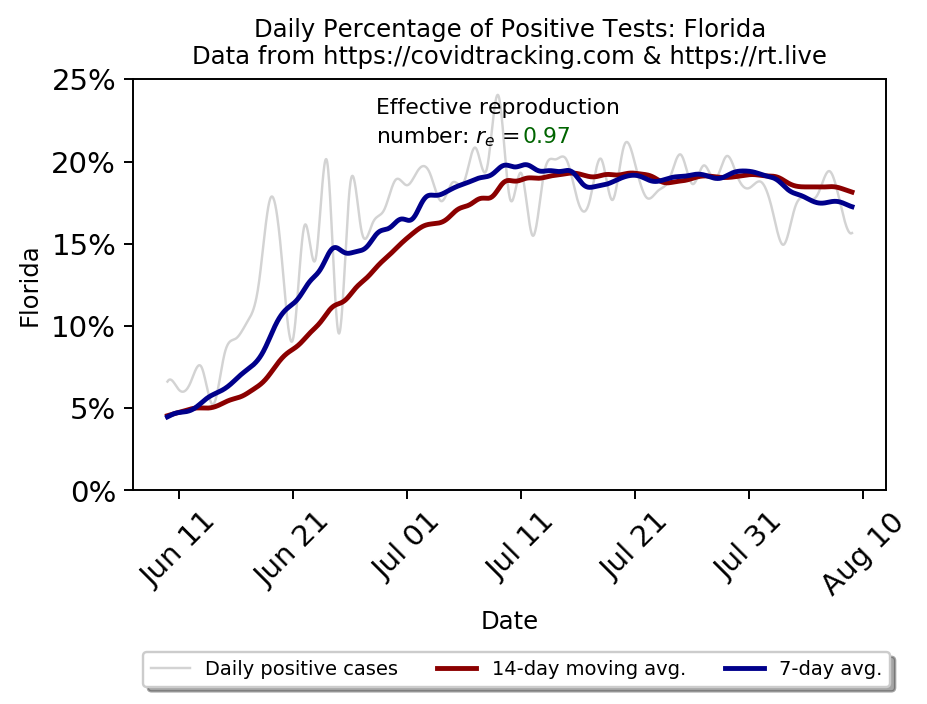 Daily Percentage of Positive Tests: Florida
Data from https://covidtracking.com & https://rt.live
25%
20%
15%
10%
5%
0%
Florida
Effective reproduction
number: rₑ = 0.97
Jun 11
Jun 21
Jul 01
Jul 11
Jul 21
Jul 31
Aug 10
Date
Daily positive cases
14-day moving avg.
7-day avg.